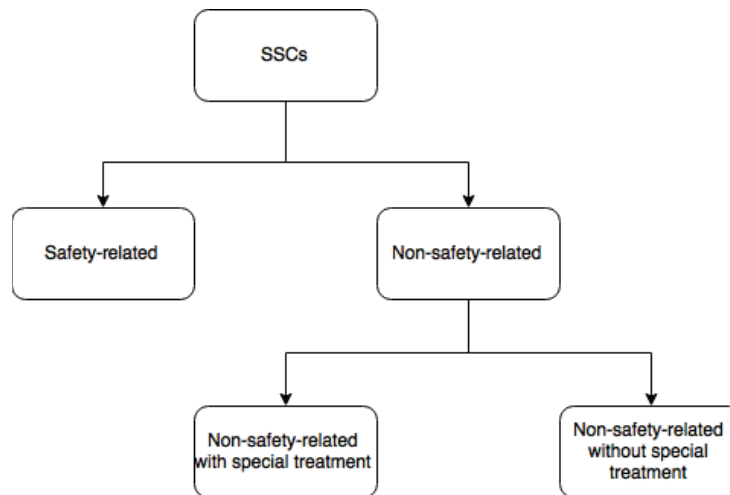 SSCs
Safety-related
Non-safety-related
Non-safety-related
with special treatment
Non-safety-related
without special
treatment